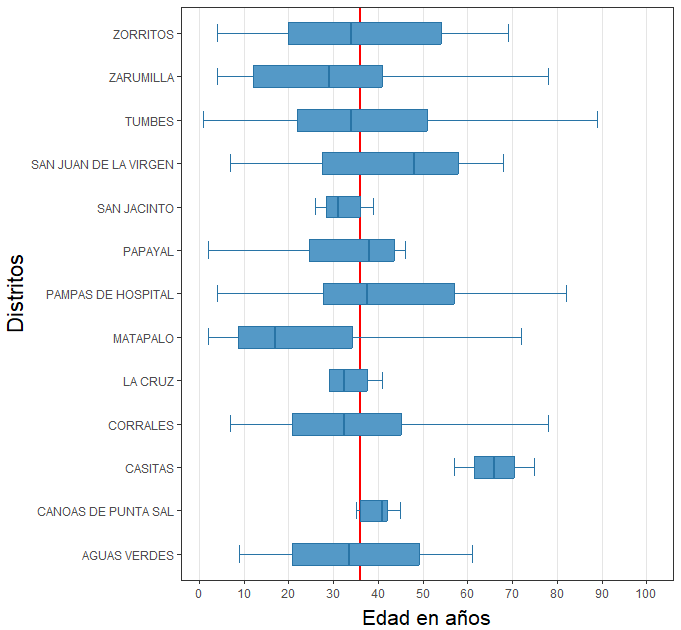 ZORRITOS
ZARUMILLA
TUMBES
SAN JUAN DE LA VIRGEN
SAN JACINTO
PAPAYAL
PAMPAS DE HOSPITAL
MATAPALO
LA CRUZ
CORRALES
CASITAS
CANOAS DE PUNTA SAL
AGUAS VERDES
Distritos
0 10 20 30 40 50 60 70 80 90 100
Edad en años